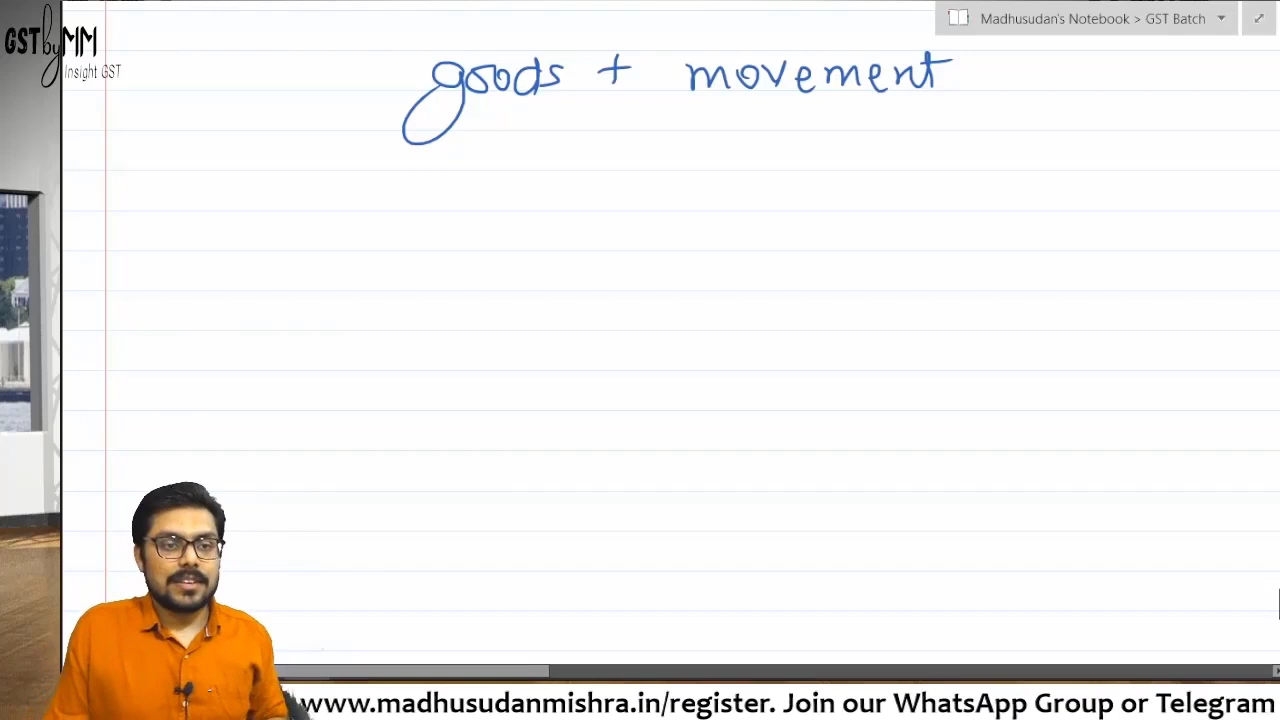 GST by MM
Insight GST
Madhusudan's Notebook > GST Batch
goods + movement
www.madhusudanmishra.in/register. Join our WhatsApp Group or Telegram